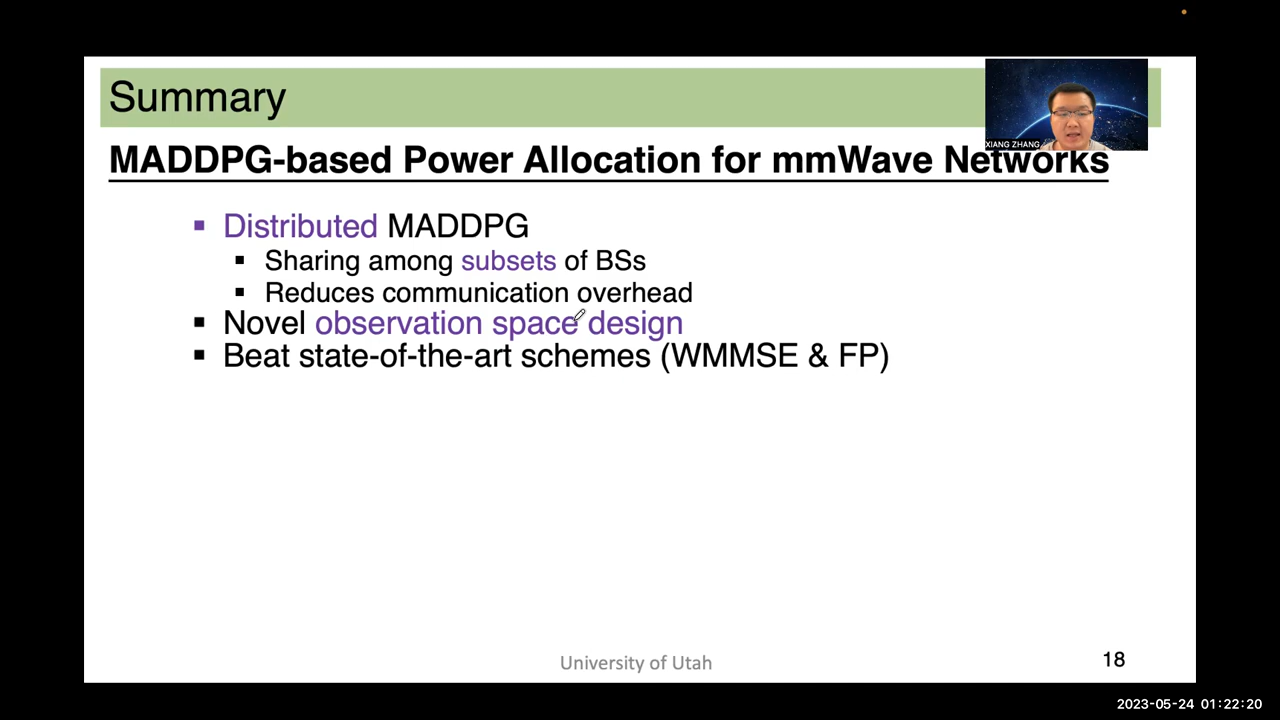 Summary
XIANG ZHANG
MADDPG-based Power Allocation for mmWave Networks
▪ Distributed MADDPG
▪ Sharing among subsets of BSs
▪ Reduces communication overhead
▪ Novel observation space design
▪ Beat state-of-the-art schemes (WMMSE & FP)
University of Utah
18
2023-05-24 01:22:20